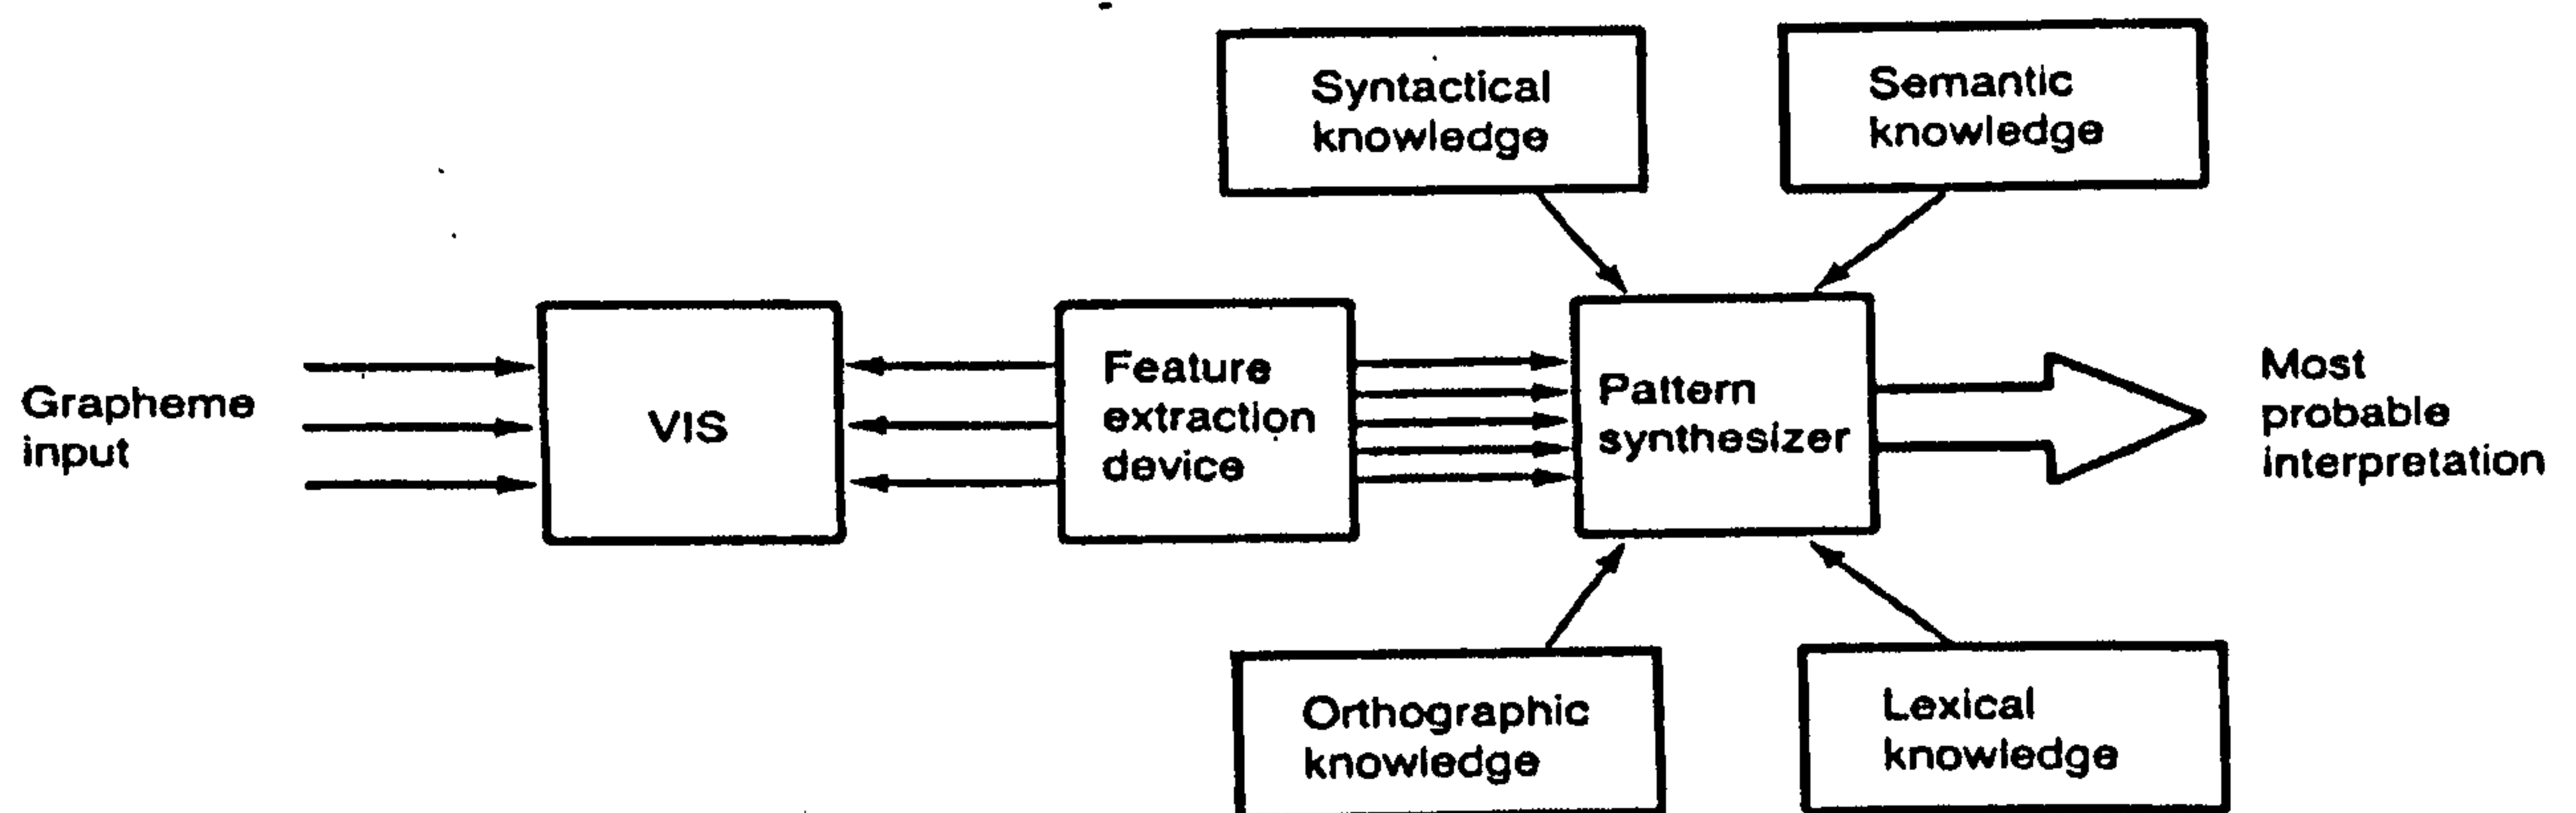 Syntactical
knowledge
Semantic
knowledge
Grapheme
input
VIS
Feature
extraction
device
Pattern
synthesizer
Most
probable
interpretation
Orthographic
knowledge
Lexical
knowledge